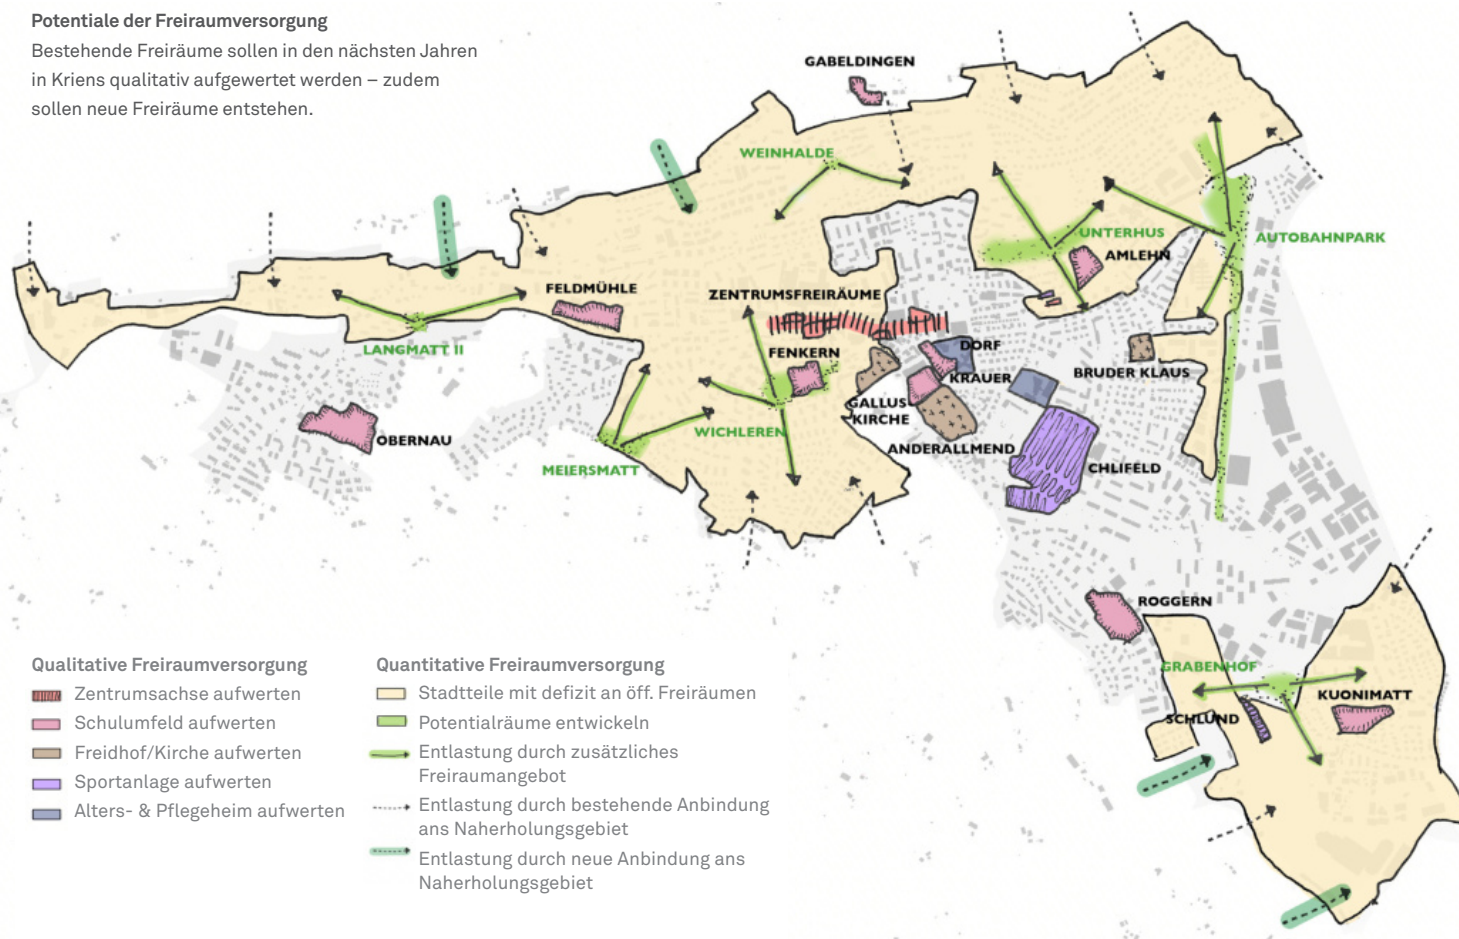 Potentiale der Freiraumversorgung
Bestehende Freiräume sollen in den nächsten Jahren
in Kriens qualitativ aufgewertet werden – zudem
sollen neue Freiräume entstehen.
GABELDINGEN
WEINHALDE
UNTERHUS
AUTOBAHNPARK
AMLEHN
FELDMÜHLE
ZENTRUMSFREIRÄUME
LANGMATT II
FENKERN
DORF
KRAUER
BRUDER KLAUS
GALLUS
KIRCHE
OBERNAU
WICHLEREN
ANDERALLMEND
MEIERSMATT
CHLIFELD
ROGGERN
GRABENHOF
KUONIMATT
SCHLUND
Qualitative Freiraumversorgung
Zentrumsachse aufwerten
Schulumfeld aufwerten
Freidhof/Kirche aufwerten
Sportanlage aufwerten
Alters- & Pflegeheim aufwerten
Quantitative Freiraumversorgung
Stadtteile mit defizit an öff. Freiräumen
Potentialräume entwickeln
Entlastung durch zusätzliches
Freiraumangebot
Entlastung durch bestehende Anbindung
ans Naherholungsgebiet
Entlastung durch neue Anbindung ans
Naherholungsgebiet